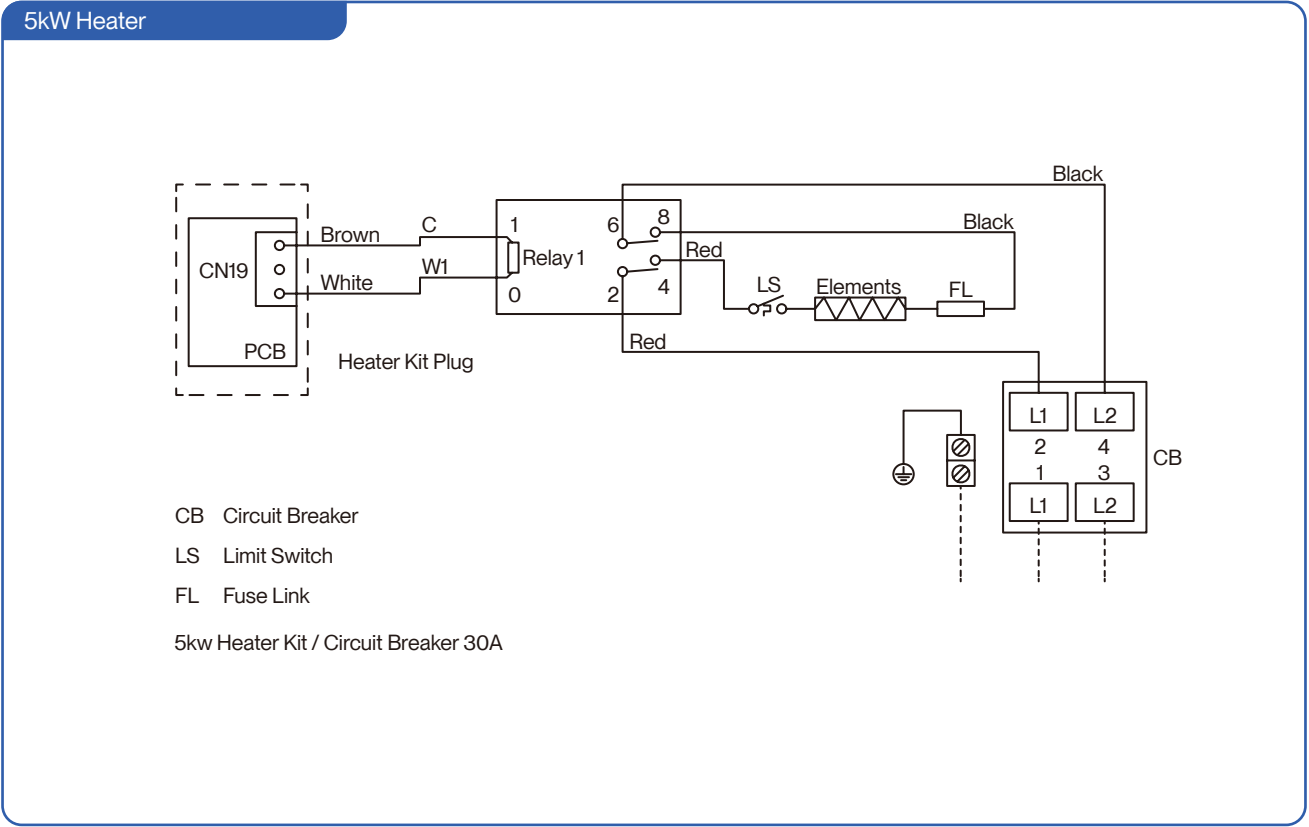 5kW Heater
Black
Brown
C
1
6
8
Black
CN19
Relay 1
Red
White
W1
0
2
4
LS
Elements
FL
PCB
Heater Kit Plug
Red
L1
L2
2
4
CB
1
3
L1
L2
CB Circuit Breaker
LS Limit Switch
FL Fuse Link
5kw Heater Kit / Circuit Breaker 30A